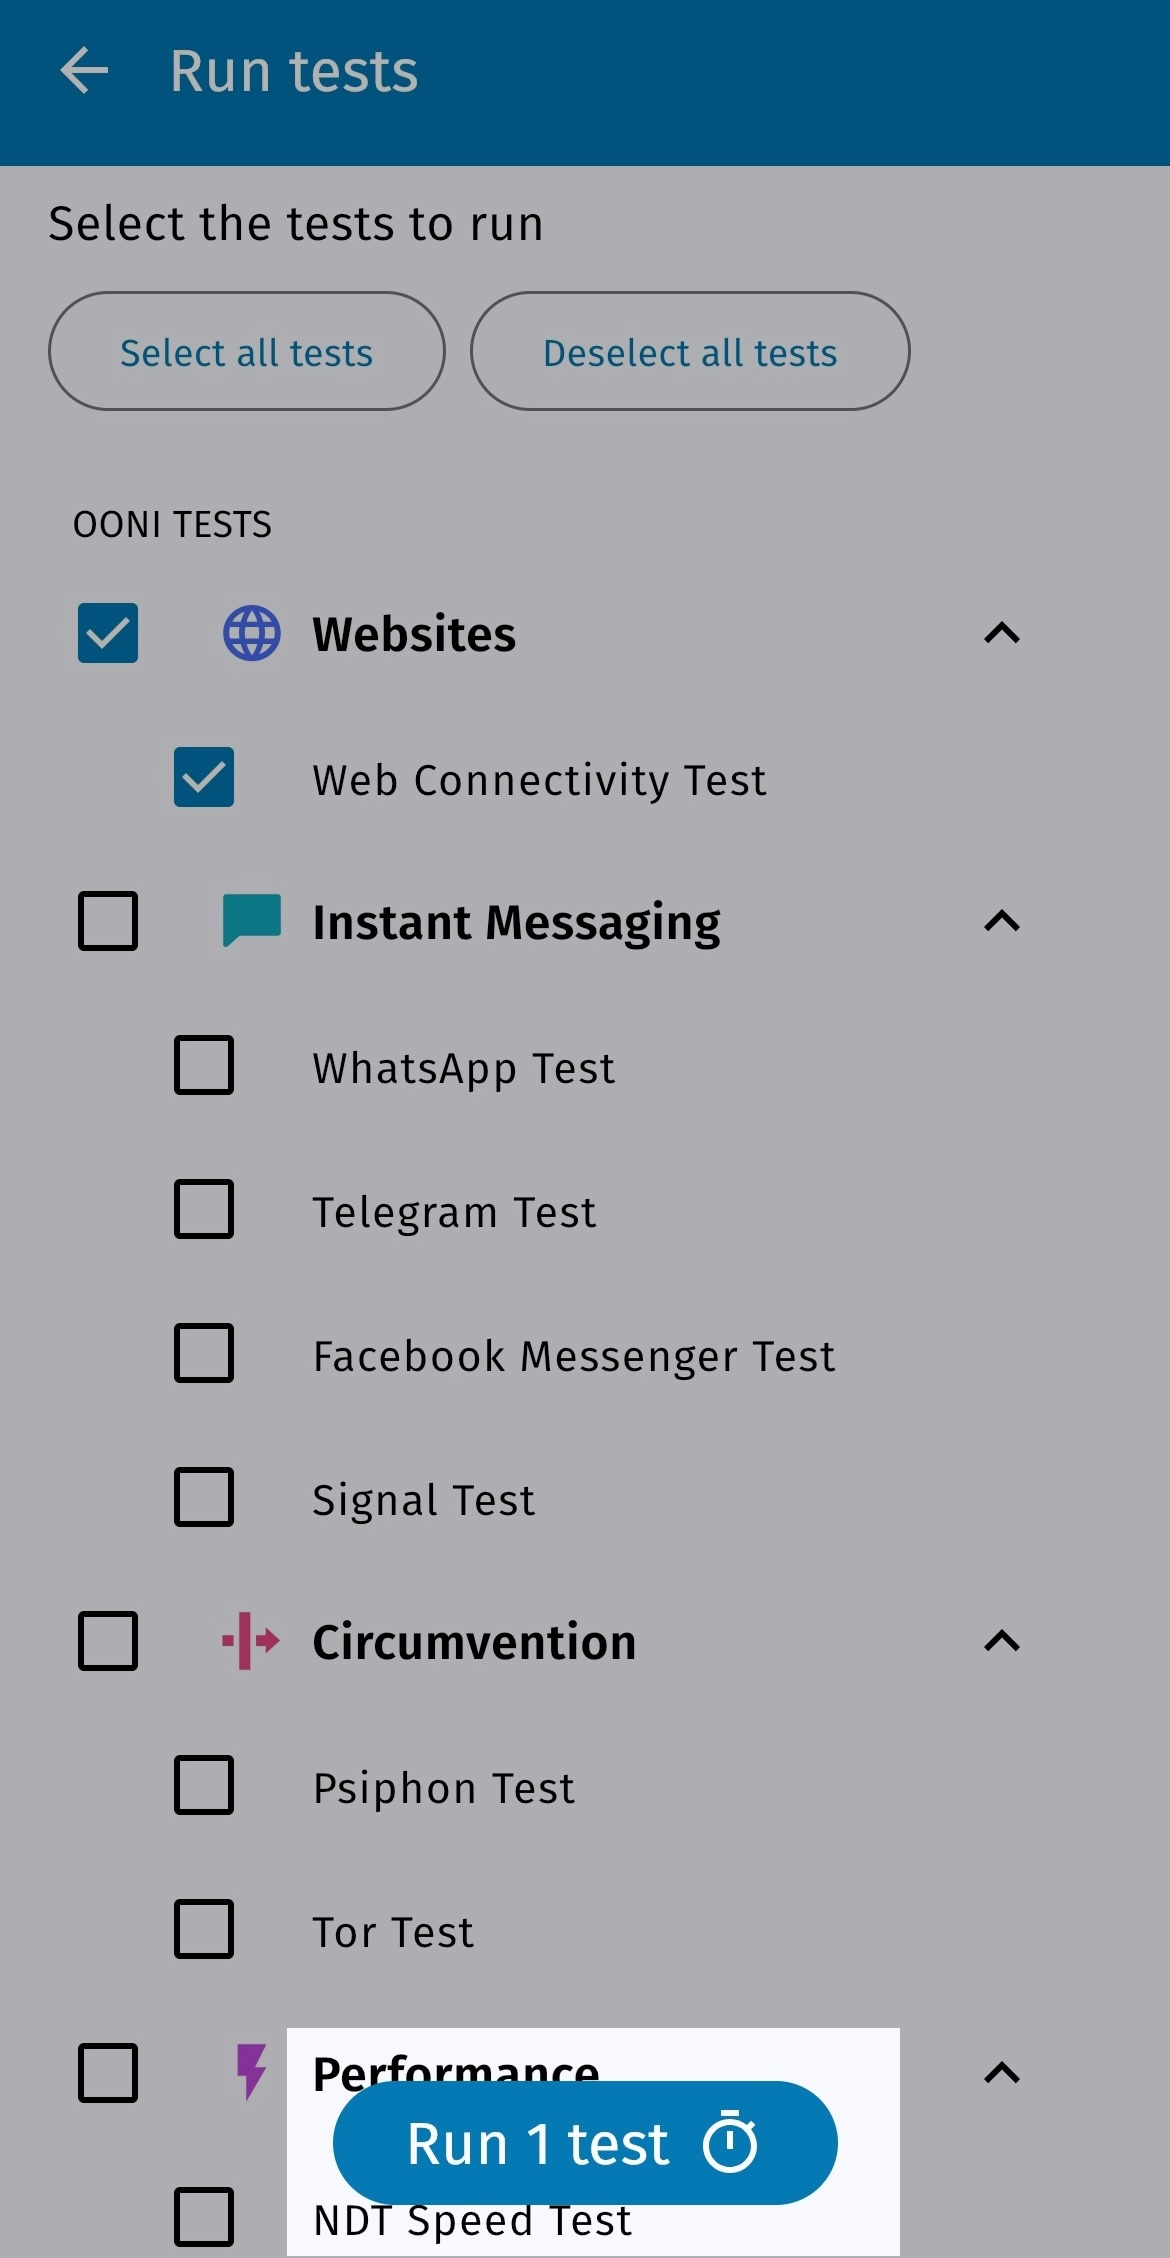 Run tests
Select the tests to run
Select all tests
Deselect all tests
OONI TESTS
Websites
Web Connectivity Test
Instant Messaging
WhatsApp Test
Telegram Test
Facebook Messenger Test
Signal Test
Circumvention
Psiphon Test
Tor Test
Performance
Run 1 test
NDT Speed Test